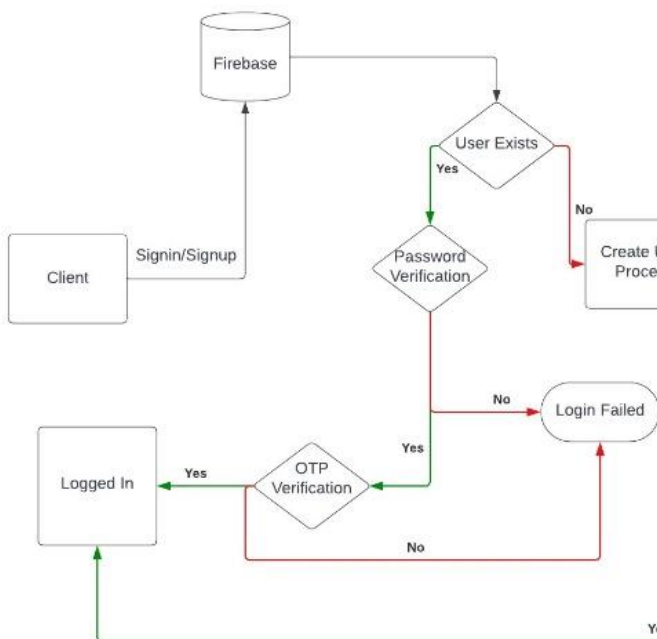 Firebase
User Exists
Yes
No
Signin/Signup
Client
Password
Verification
Create
No
Login Failed
Yes
OTP
Verification
Yes
Logged In
No